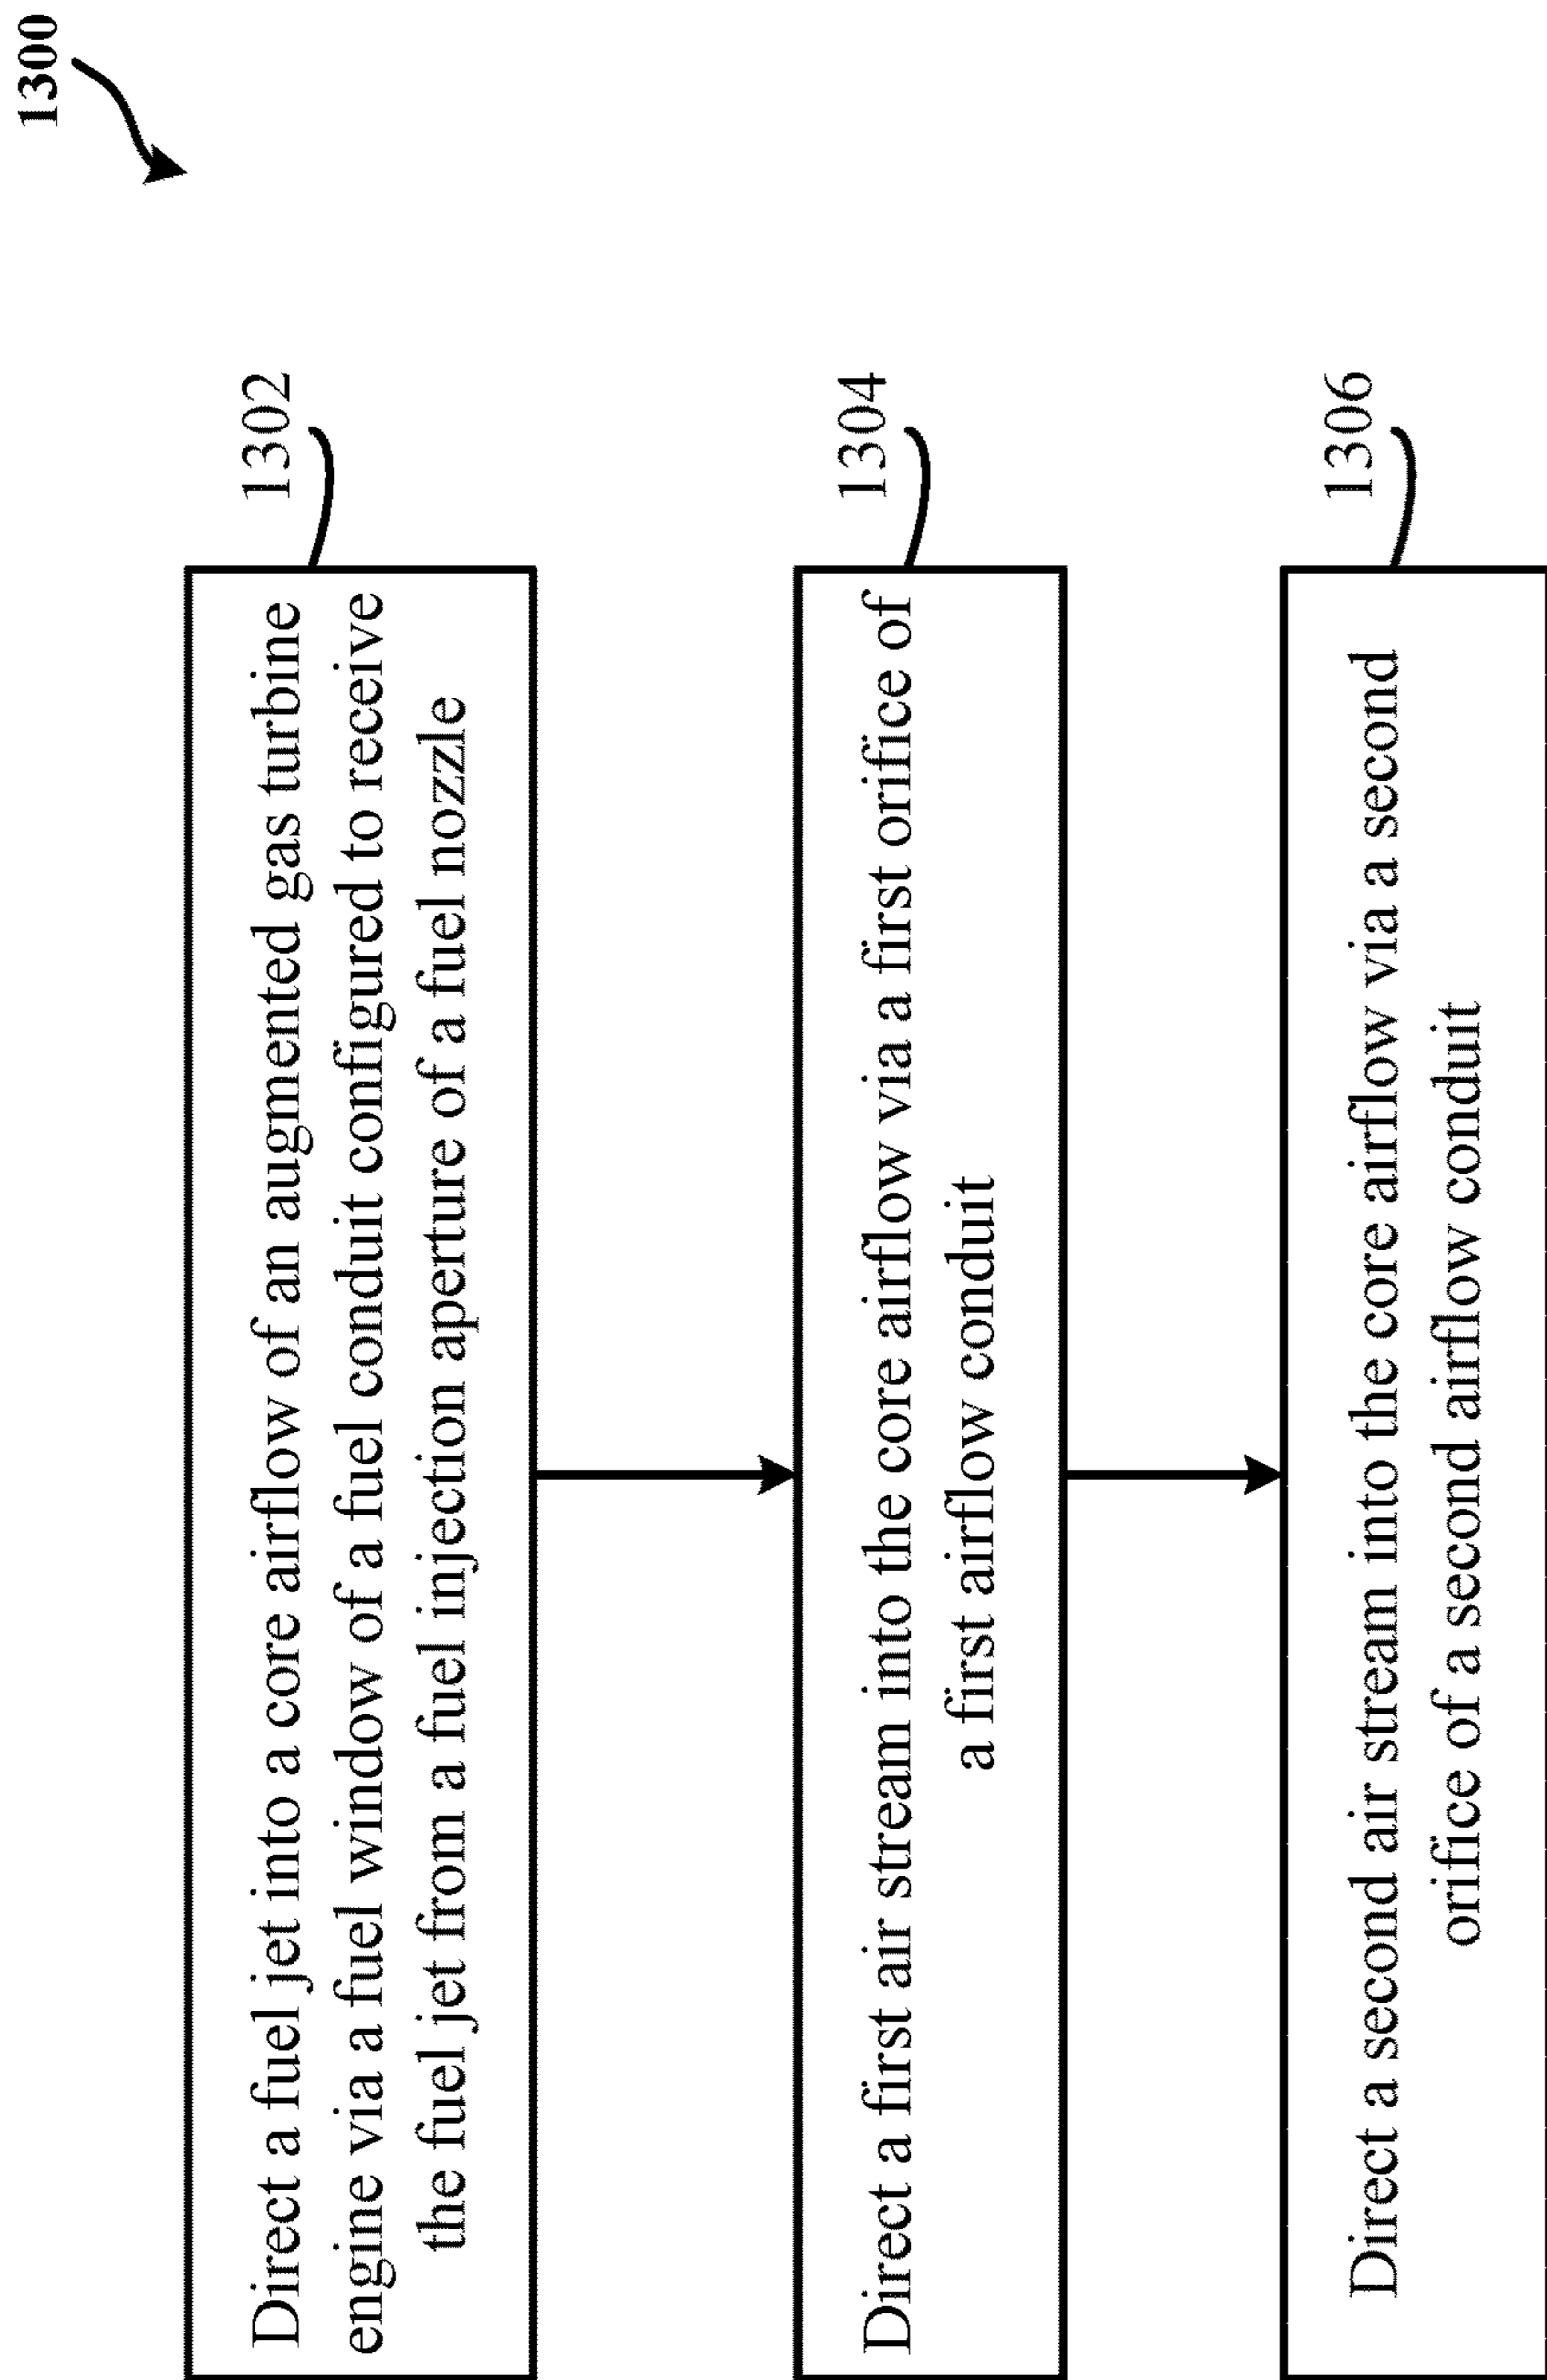 1300
Direct a fuel jet into a core airflow of an augmented gas turbine
engine via a fuel window of a fuel conduit configured to receive
the fuel jet from a fuel injection aperture of a fuel nozzle
1302
Direct a first air stream into the core airflow via a first orifice of
a first airflow conduit
1304
Direct a second air stream into the core airflow via a second
orifice of a second airflow conduit
1306